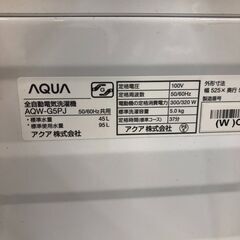 AQUA
全自動電気洗濯機
AQW-G5PJ 50/60Hz共用
・標準水量 45L
・標準使用水量 95L
アクア株式会社
定格電圧 100V
定格周波数 50/60Hz
電動機の定格消費電力 300/320W
標準洗濯容量 5.0kg
時間(標準コース) 37分
アクア株式会社
外形寸法
幅 525×奥行 5
製造番号
(W)